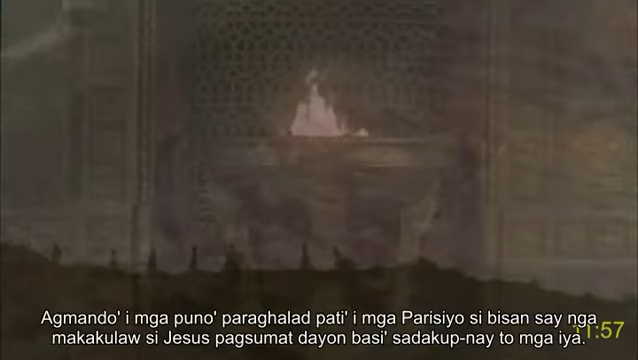 Agmando' i mga puno' paraghalad pati' i mga Parisiyo si bisan say nga
makakulaw si Jesus pagsumat dayon basi' sadakup-nay to mga iya.
11:57